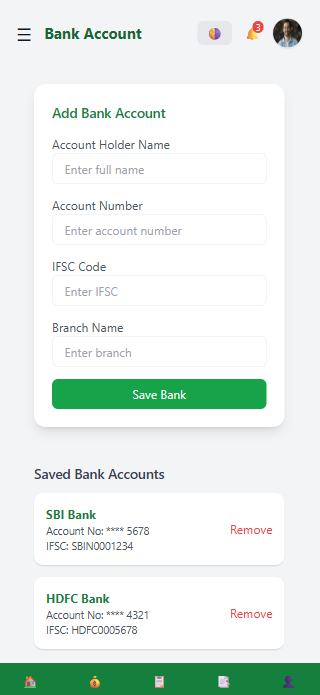 ☰ Bank Account 3
Add Bank Account
Account Holder Name
Enter full name
Account Number
Enter account number
IFSC Code
Enter IFSC
Branch Name
Enter branch
Save Bank
Saved Bank Accounts
SBI Bank
Account No: **** 5678
Remove
IFSC: SBIN0001234
HDFC Bank
Account No: **** 4321
Remove
IFSC: HDFC0005678